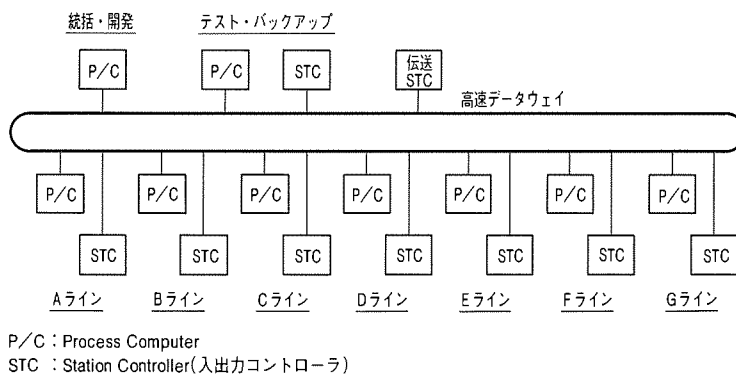 統括・開発
テスト・バックアップ
P/C
P/C
STC
伝送
STC
高速データウェイ
P/C
P/C
P/C
P/C
P/C
P/C
P/C
STC
STC
STC
STC
STC
STC
STC
Aライン
Bライン
Cライン
Dライン
Eライン
Fライン
Gライン
P/C：Process Computer
STC：Station Controller(入出力コントローラ)